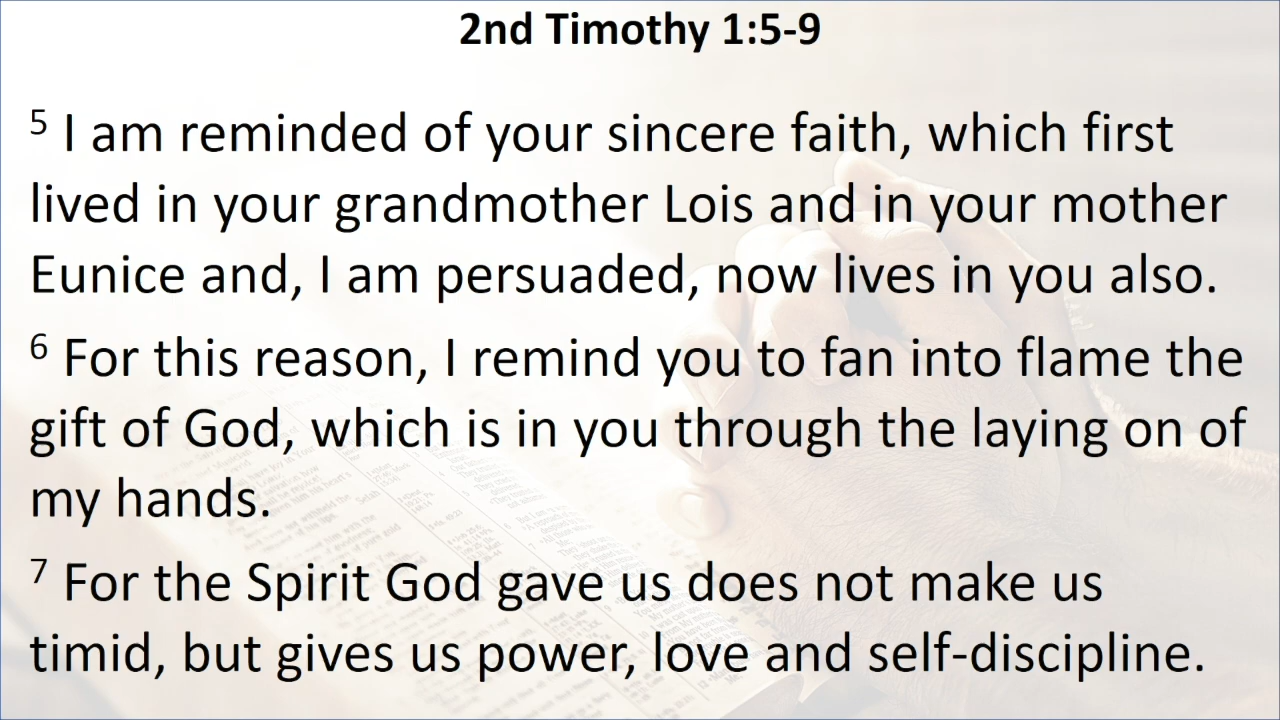 2nd Timothy 1:5-9
5 I am reminded of your sincere faith, which first
lived in your grandmother Lois and in your mother
Eunice and, I am persuaded, now lives in you also.
6 For this reason, I remind you to fan into flame the
gift of God, which is in you through the laying on of
my hands.
7 For the Spirit God gave us does not make us
timid, but gives us power, love and self-discipline.